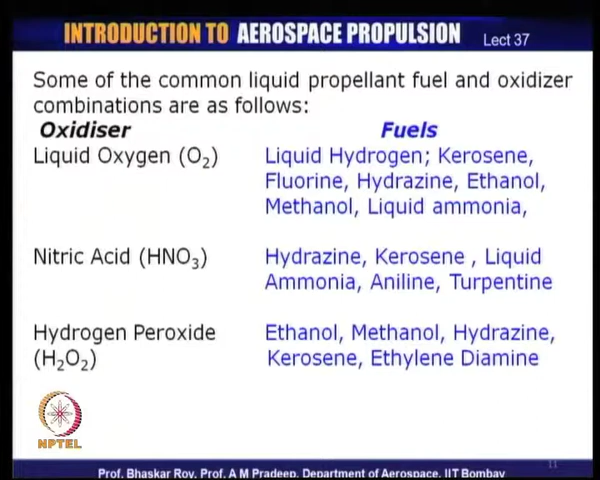 INTRODUCTION TO AEROSPACE PROPULSION Lect 37
Some of the common liquid propellant fuel and oxidizer
combinations are as follows:
Oxidiser Fuels
Liquid Oxygen (O₂) Liquid Hydrogen; Kerosene,
Fluorine, Hydrazine, Ethanol,
Methanol, Liquid ammonia,
Nitric Acid (HNO₃) Hydrazine, Kerosene , Liquid
Ammonia, Aniline, Turpentine
Hydrogen Peroxide Ethanol, Methanol, Hydrazine,
(H₂O₂) Kerosene, Ethylene Diamine
NPTEL
11
Prof. Bhaskar Roy, Prof. A M Pradeep, Department of Aerospace, IIT Bombay